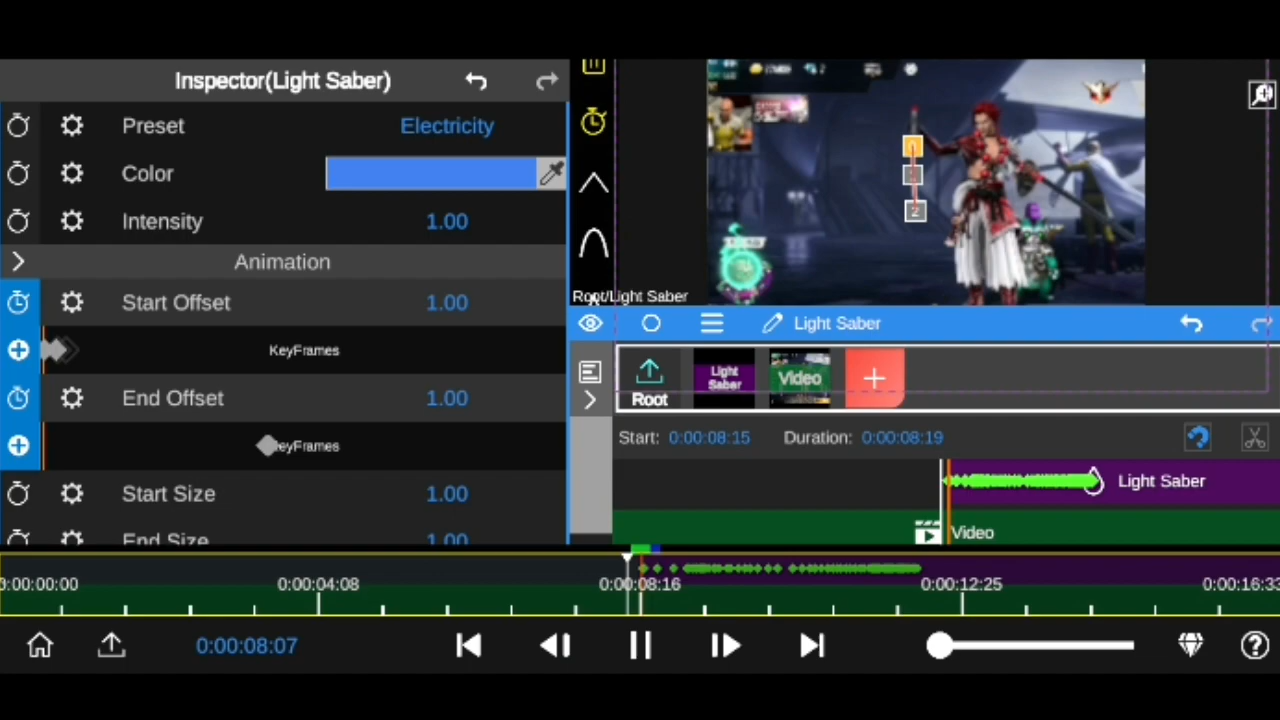 Inspector(Light Saber)
Preset Electricity
Color
Intensity 1.00
Animation
Start Offset 1.00
KeyFrames
End Offset 1.00
eyFrames
Start Size 1.00
End Size 1.00
2
Root/Light Saber
Light Saber
Root
Light
Saber
Video
Start: 0:00:08:15 Duration: 0:00:08:19
Light Saber
Video
0:00:00:00 0:00:04:08 0:00:08:16 0:00:12:25 0:00:16:33
0:00:08:07